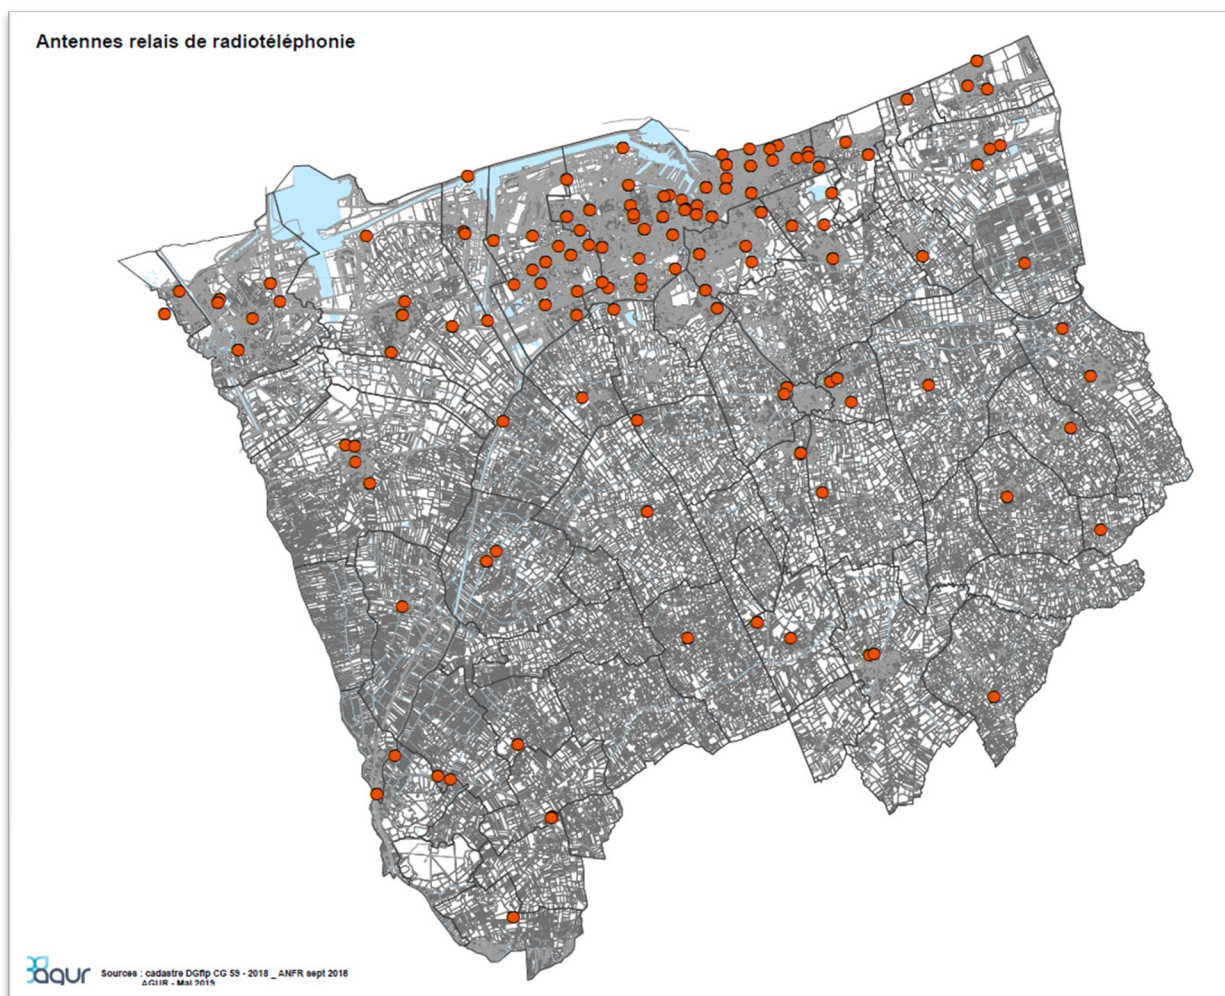 Antennes relais de radiotéléphonie
agur
Sources : cadastre DGfip CG 59 - 2018 _ ANFR sept 2018
AGUR - Mai 2019